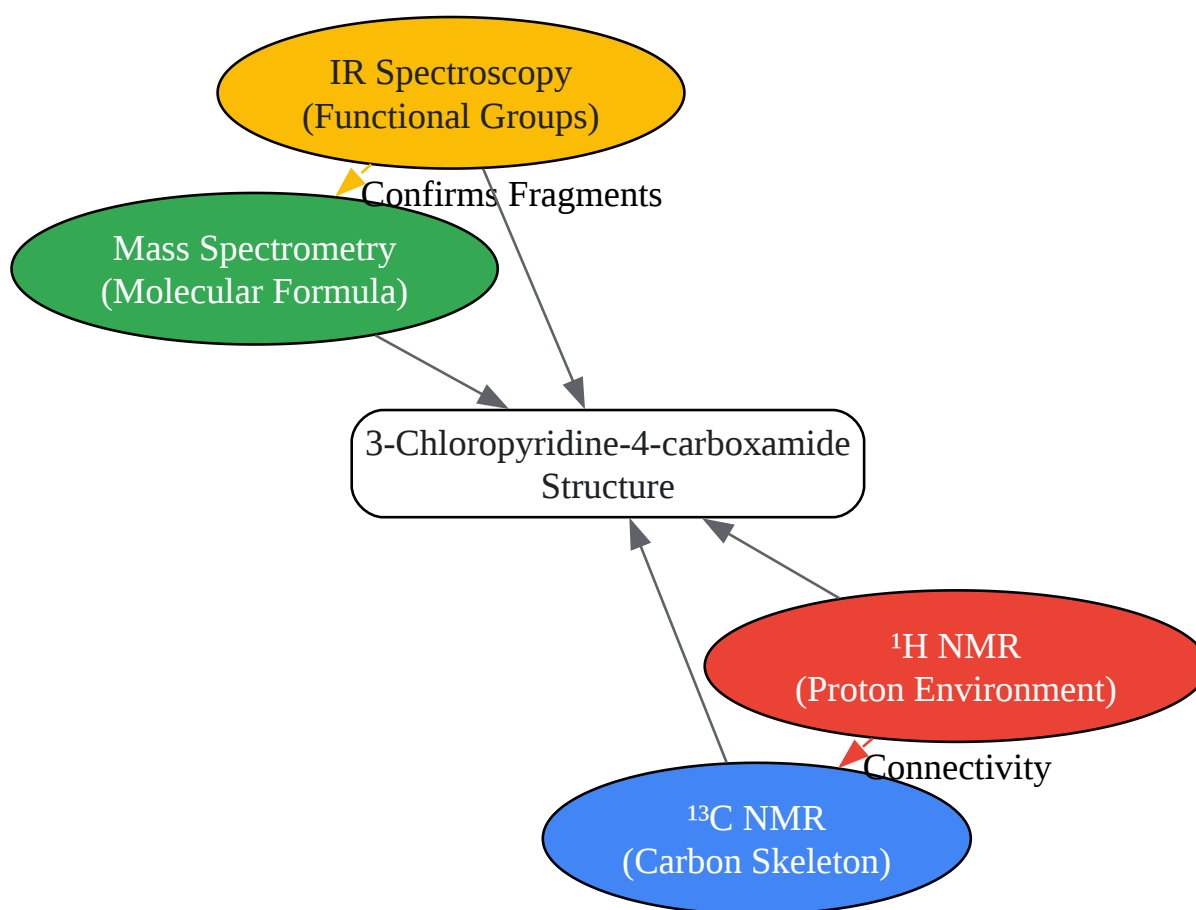 IR Spectroscopy
(Functional Groups)
Confirms Fragments
Mass Spectrometry
(Molecular Formula)
3-Chloropyridine-4-carboxamide
Structure
¹H NMR
(Proton Environment)
Connectivity
¹³C NMR
(Carbon Skeleton)